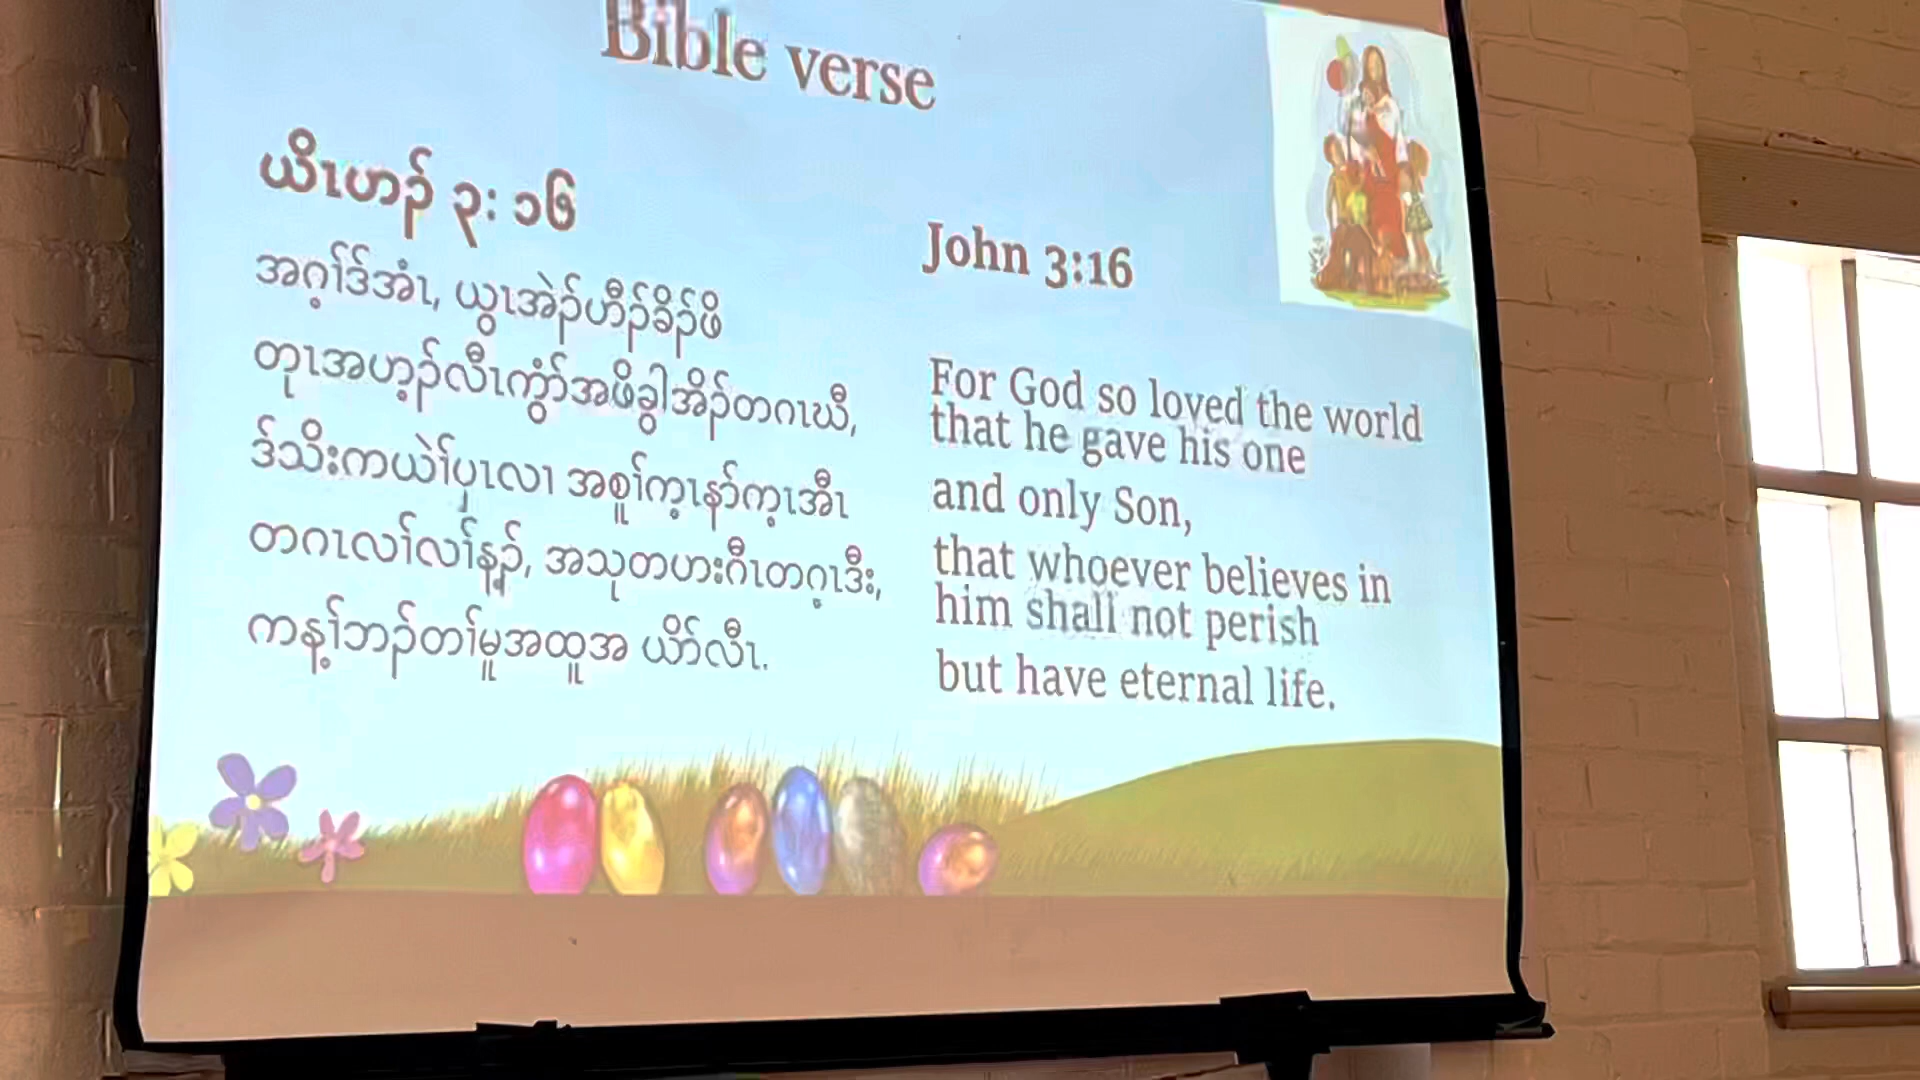 Bible verse
ယိၤဟၣ် ၃: ၁၆
အဂ့ၢ်ဒ်အံၤ, ယွၤအဲၣ်ဟီၣ်ခိၣ်ဖိ
တုၤအဟ့ၣ်လီၤကွံာ်အဖိခွါအိၣ်တဂၤဃီ,
ဒ်သိးကယဲၢ်ပှၤလၢ အစူၢ်က့ၤနာ်က့ၤအီၤ
တဂၤလၢ်လၢ်န့ၣ်, အသုတဟးဂီၤတဂ့ၤဒီး,
ကန့ၢ်ဘၣ်တၢ်မူအထူအ ယိာ်လီၤ.
John 3:16
For God so loved the world
that he gave his one
and only Son,
that whoever believes in
him shall not perish
but have eternal life.